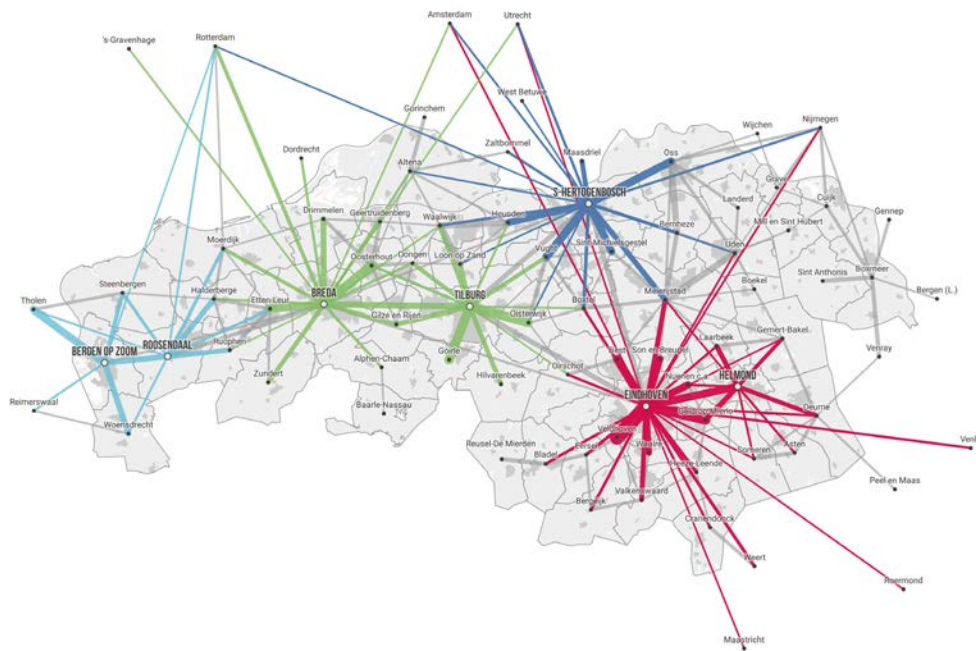 Amsterdam
Utrecht
's-Gravenhage
Rotterdam
West Betuwe
Gorinchem
Nijmegen
Wijchen
Zaltbommel
Maasdriel
Oss
Dordrecht
Altena
Grave
'S-HERTOGENBOSCH
Cuijk
Landerd
Drimmelen
Geertruidenberg
Waalwijk
Heusden
Gennep
Bernheze
Mill en Sint Hubert
Moerdijk
Sint-Michielsgestel
Uden
Vught
Oosterhout
Dongen
Loon op Zand
Boxmeer
Sint Anthonis
Steenbergen
Boekel
BREDA
TILBURG
Meierijstad
Bergen (L.)
Tholen
Halderberge
Etten-Leur
Boxtel
Gilze en Rijen
Oisterwijk
Gemert-Bakel
Laarbeek
ROOSENDAAL
BERGEN OP ZOOM
Rucphen
Goirle
Best
Son en Breugel
Venray
Zundert
Alphen-Chaam
Oirschot
Nuenen c.a.
HELMOND
Hilvarenbeek
EINDHOVEN
Reimerswaal
Baarle-Nassau
Geldrop-Mierlo
Deurne
Woensdrecht
Veldhoven
Reusel-De Mierden
Eersel
Waalre
Bladel
Someren
Asten
Venl
Heeze-Leende
Peel en Maas
Valkenswaard
Bergeijk
Cranendonck
Weert
Roermond
Maastricht